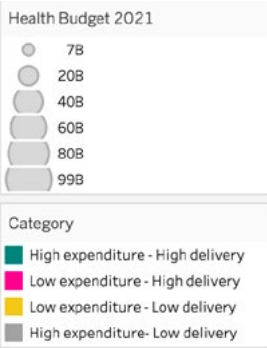 Health Budget 2021
7B
20B
40B
60B
80B
99B
Category
High expenditure - High delivery
Low expenditure - High delivery
Low expenditure - Low delivery
High expenditure- Low delivery